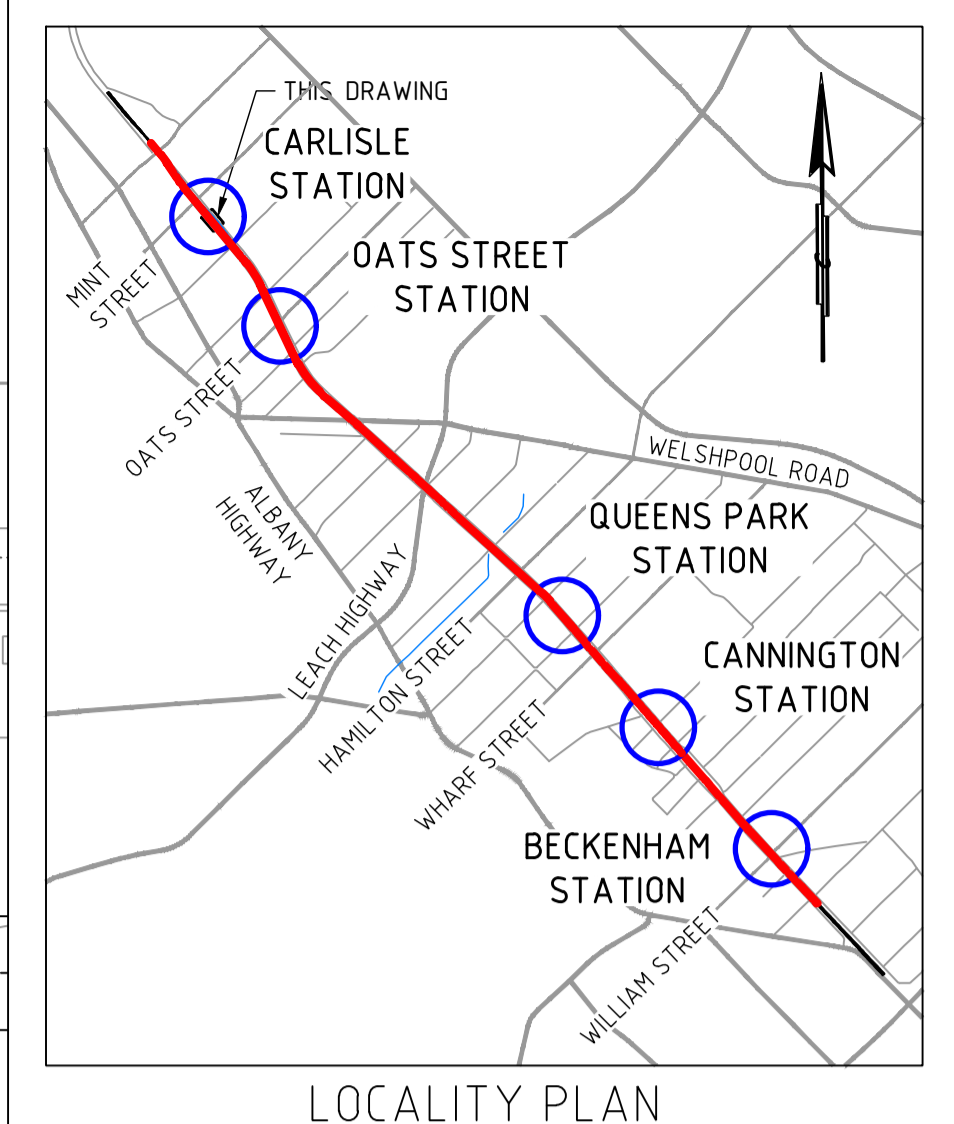 THIS DRAWING
CARLISLE
STATION
OATS STREET
STATION
MINT
STREET
OATS STREET
WELSHPOOL ROAD
ALBANY
HIGHWAY
QUEENS PARK
STATION
LEACH HIGHWAY
HAMILTON STREET
CANNINGTON
STATION
WHARF STREET
BECKENHAM
STATION
WILLIAM STREET
LOCALITY PLAN